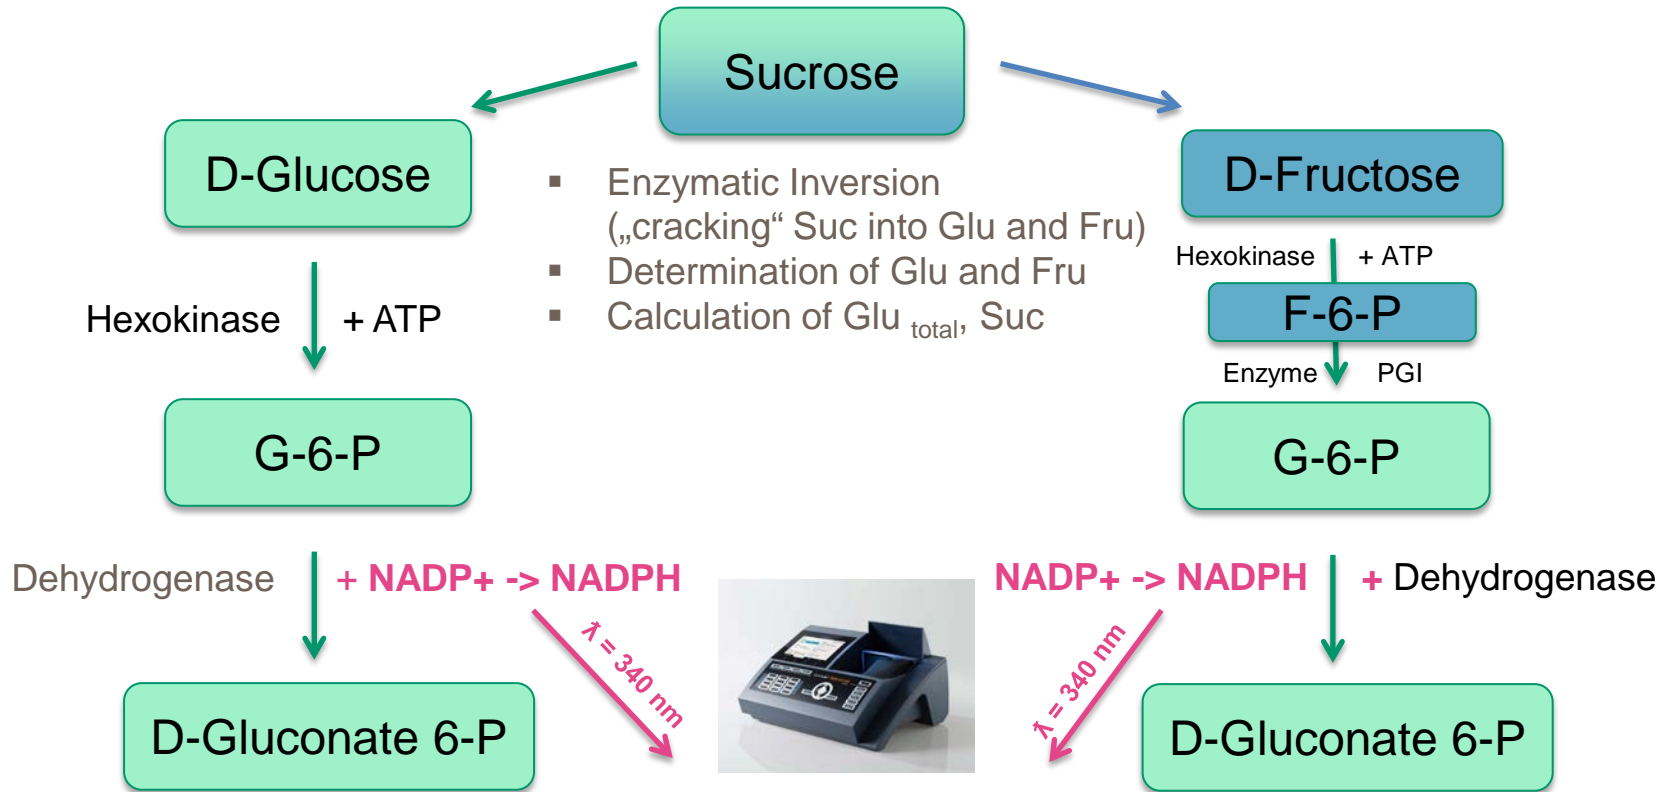 Sucrose
D-Glucose
D-Fructose
▪ Enzymatic Inversion
(„cracking“ Suc into Glu and Fru)
▪ Determination of Glu and Fru
▪ Calculation of Glu total, Suc
Hexokinase + ATP
Hexokinase + ATP
F-6-P
Enzyme PGI
G-6-P
G-6-P
Dehydrogenase + NADP+ -> NADPH
NADP+ -> NADPH + Dehydrogenase
ƛ = 340 nm
ƛ = 340 nm
D-Gluconate 6-P
D-Gluconate 6-P